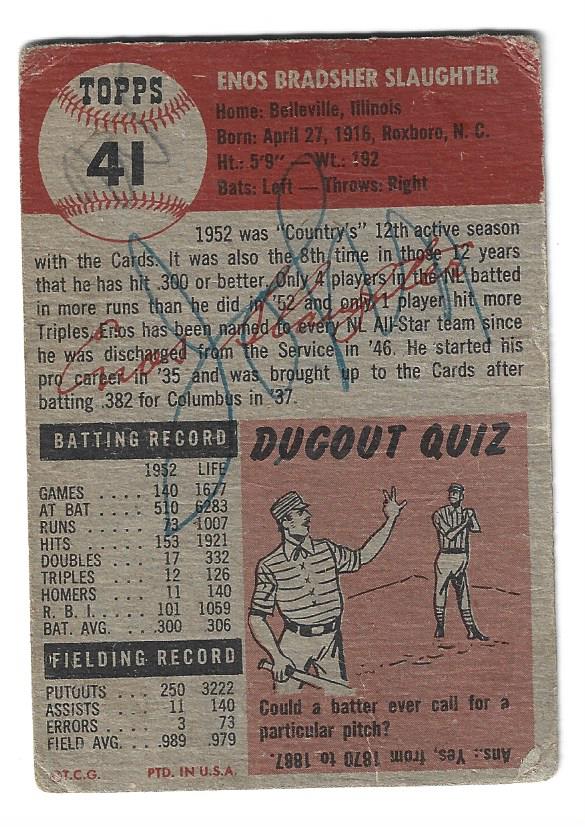 TOPPS
41
ENOS BRADSHER SLAUGHTER
Home: Belleville, Illinois
Born: April 27, 1916, Roxboro, N. C.
Ht.: 5'9" — Wt.: 192
Bats: Left — Throws: Right
1952 was "Country's" 12th active season
with the Cards. It was also the 8th time in those 12 years
that he has hit .300 or better. Only 4 players in the NL batted
in more runs than he did in '52 and only 1 player hit more
Triples. Enos has been named to every NL All-Star team since
he was discharged from the Service in '46. He started his
pro career in '35 and was brought up to the Cards after
batting .382 for Columbus in '37.
Enos Slaughter
BATTING RECORD
1952 LIFE
GAMES .... 140 1677
AT BAT .... 510 6283
RUNS .... 73 1007
HITS .... 153 1921
DOUBLES .... 17 332
TRIPLES .... 12 126
HOMERS .... 11 140
R. B. I. .... 101 1059
BAT. AVG. ... .300 306
FIELDING RECORD
PUTOUTS ... 250 3222
ASSISTS .... 11 140
ERRORS .... 3 73
FIELD AVG. .. .989 .979
©T.C.G. PTD. IN U.S.A.
DUGOUT QUIZ
Could a batter ever call for a
particular pitch?
Ans.: Yes, from 1870 to 1887.